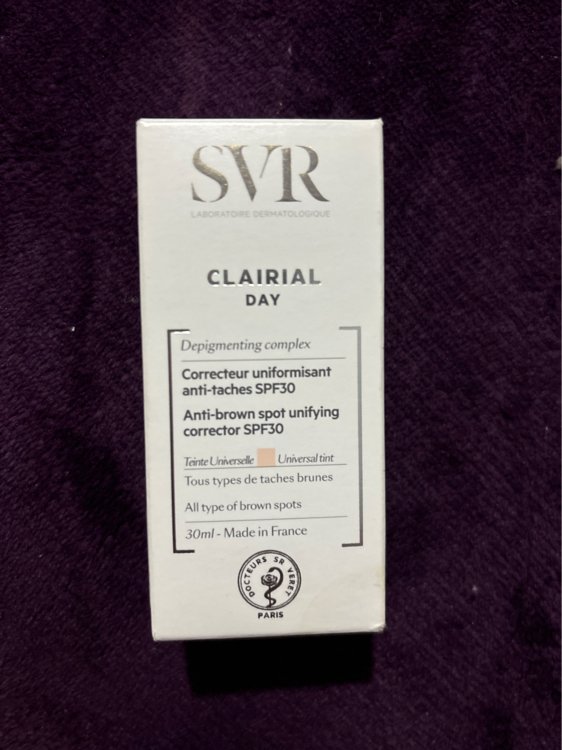 SVR
LABORATOIRE DERMATOLOGIQUE
CLAIRIAL
DAY
Depigmenting complex
Correcteur uniformisant
anti-taches SPF30
Anti-brown spot unifying
corrector SPF30
Teinte Universelle Universal tint
Tous types de taches brunes
All type of brown spots
30ml - Made in France
DOCTEURS SR VERET
PARIS